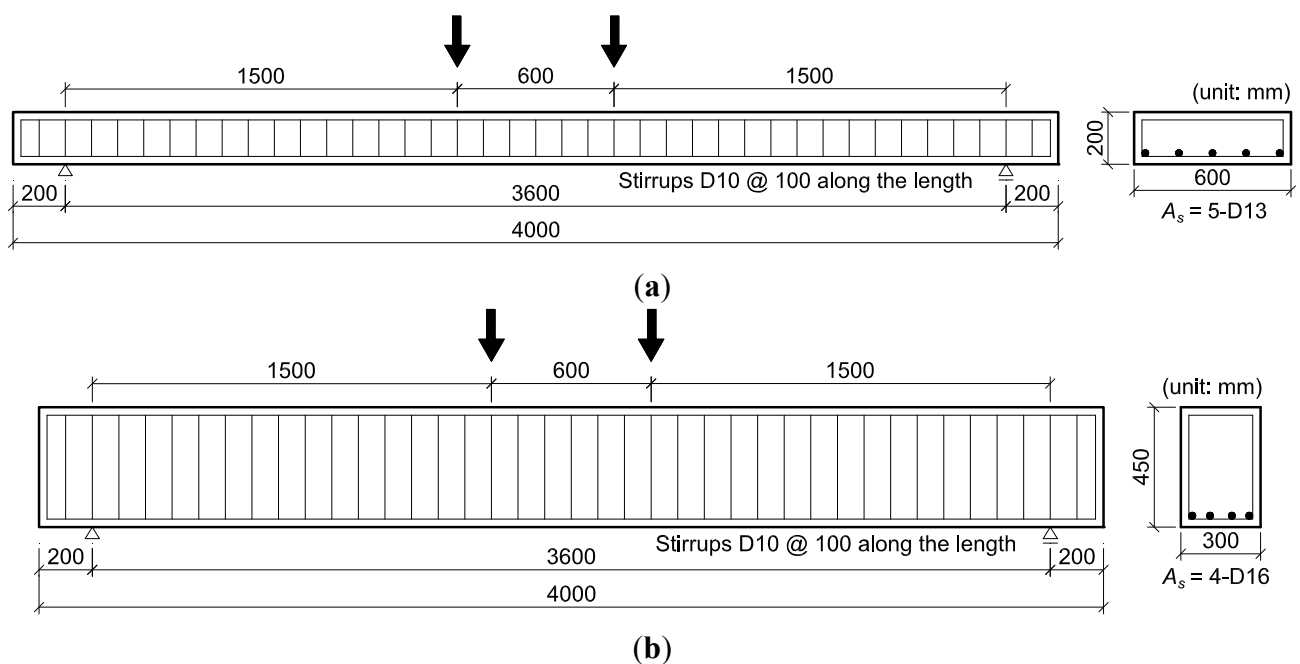 1500 600 1500
(unit: mm)
200
Stirrups D10 @ 100 along the length
200 3600 200
600
4000
A_s = 5-D13
(a)
1500 600 1500
(unit: mm)
450
Stirrups D10 @ 100 along the length
200 3600 200
300
4000
A_s = 4-D16
(b)